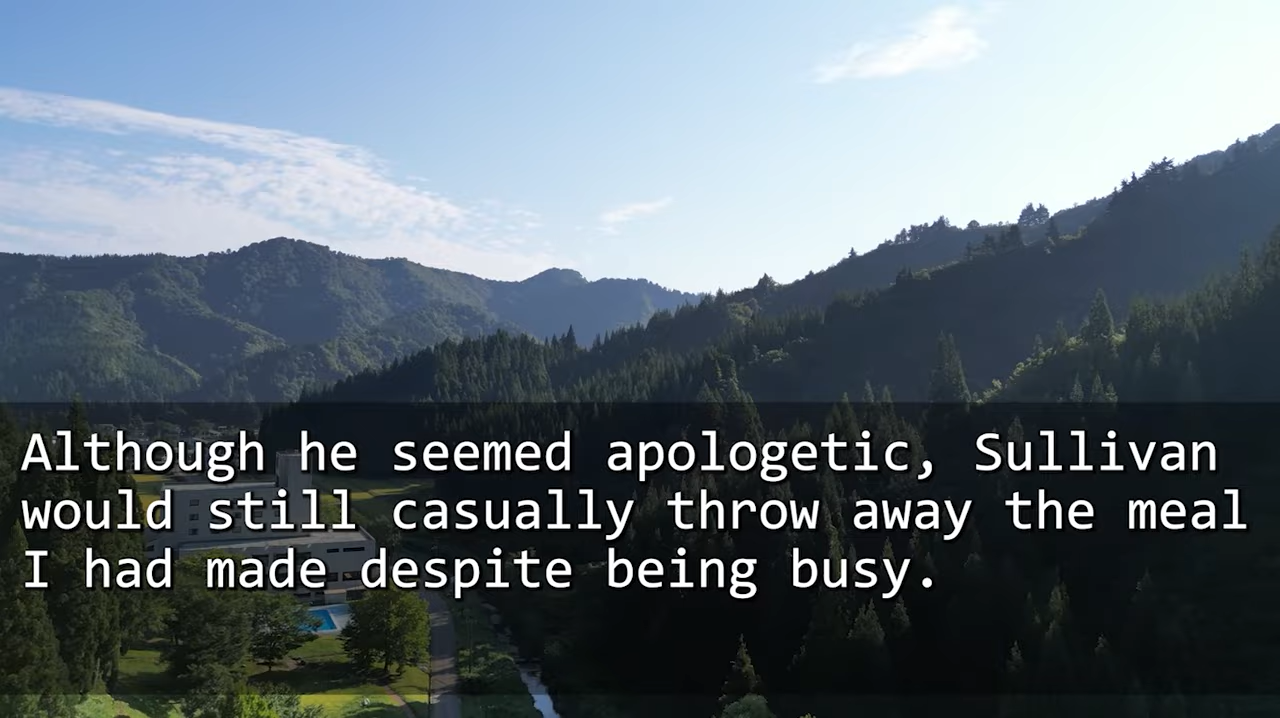 Although he seemed apologetic, Sullivan
would still casually throw away the meal
I had made despite being busy.